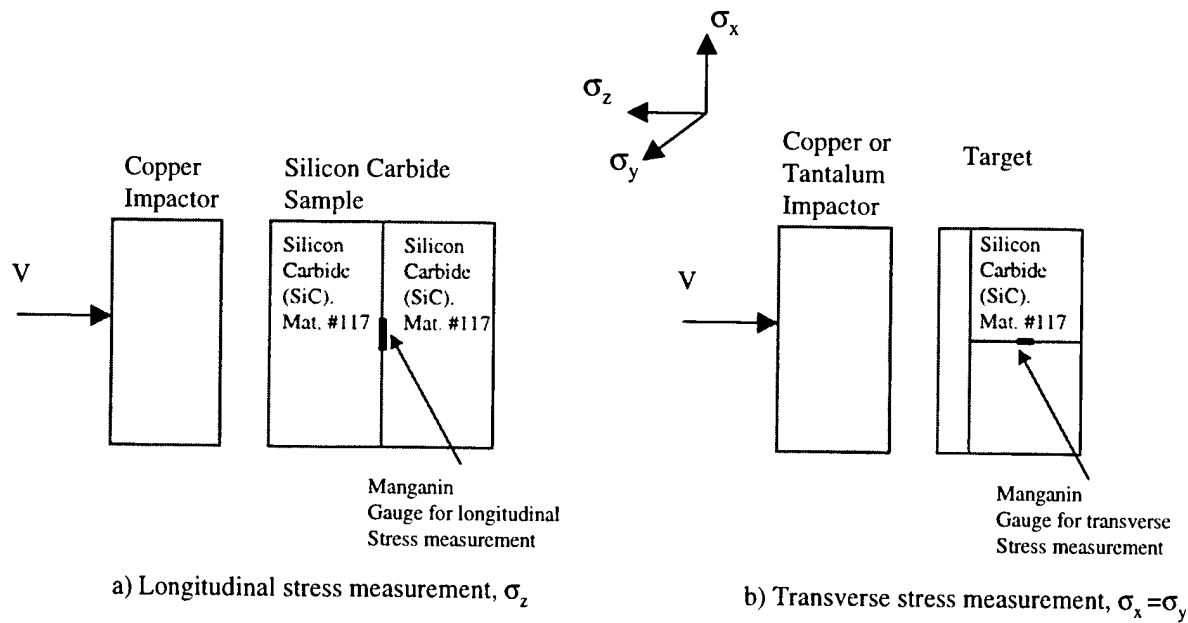 Copper
Impactor
Silicon Carbide
Sample
V
Silicon
Carbide
(SiC).
Mat. #117
Silicon
Carbide
(SiC).
Mat. #117
Manganin
Gauge for longitudinal
Stress measurement
a) Longitudinal stress measurement, σz
σx
σz
σy
Copper or
Tantalum
Impactor
Target
V
Silicon
Carbide
(SiC).
Mat. #117
Manganin
Gauge for transverse
Stress measurement
b) Transverse stress measurement, σx =σy